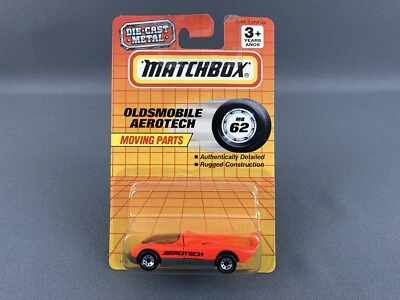 DIE-CAST
METAL
3+
YEARS
AÑOS
MATCHBOX
OLDSMOBILE
AEROTECH
MB
62
MOVING PARTS
▪ Authentically Detailed
▪ Rugged Construction
AEROTECH